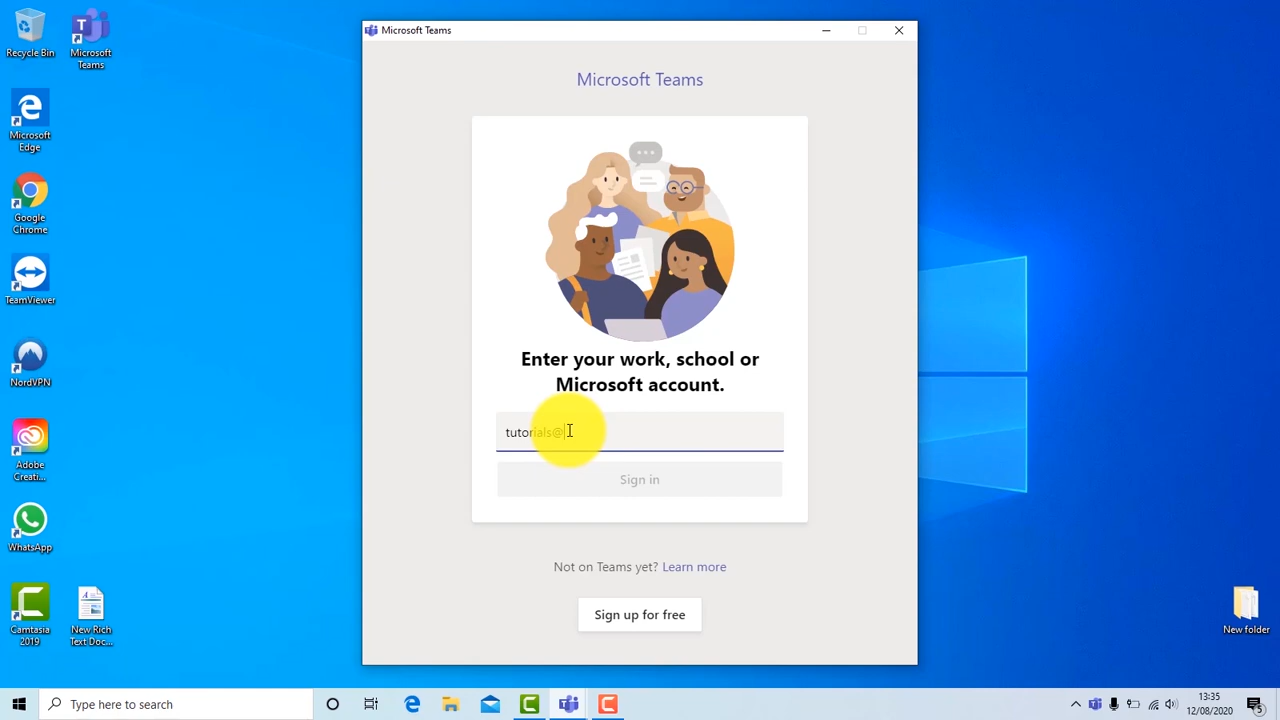 Recycle Bin
Microsoft
Teams
Microsoft
Edge
Google
Chrome
TeamViewer
NordVPN
Adobe
Creati...
WhatsApp
Camtasia
2019
New Rich
Text Doc...
Microsoft Teams
Microsoft Teams
Enter your work, school or
Microsoft account.
tutorials@
Sign in
Not on Teams yet? Learn more
Sign up for free
New folder
Type here to search
13:35
12/08/2020
5